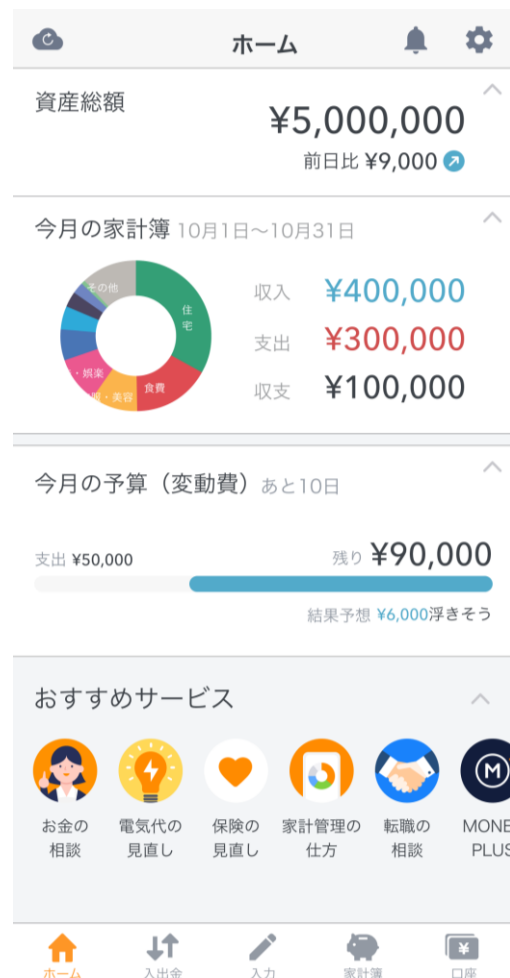 ホーム
資産総額
¥5,000,000
前日比 ¥9,000
今月の家計簿 10月1日〜10月31日
その他
住宅
・娯楽
・美容
食費
収入 ¥400,000
支出 ¥300,000
収支 ¥100,000
今月の予算（変動費）あと10日
支出 ¥50,000
残り ¥90,000
結果予想 ¥6,000浮きそう
おすすめサービス
お金の
相談
電気代の
見直し
保険の
見直し
家計管理の
仕方
転職の
相談
M
MONE
PLUS
ホーム
入出金
入力
家計簿
¥
口座